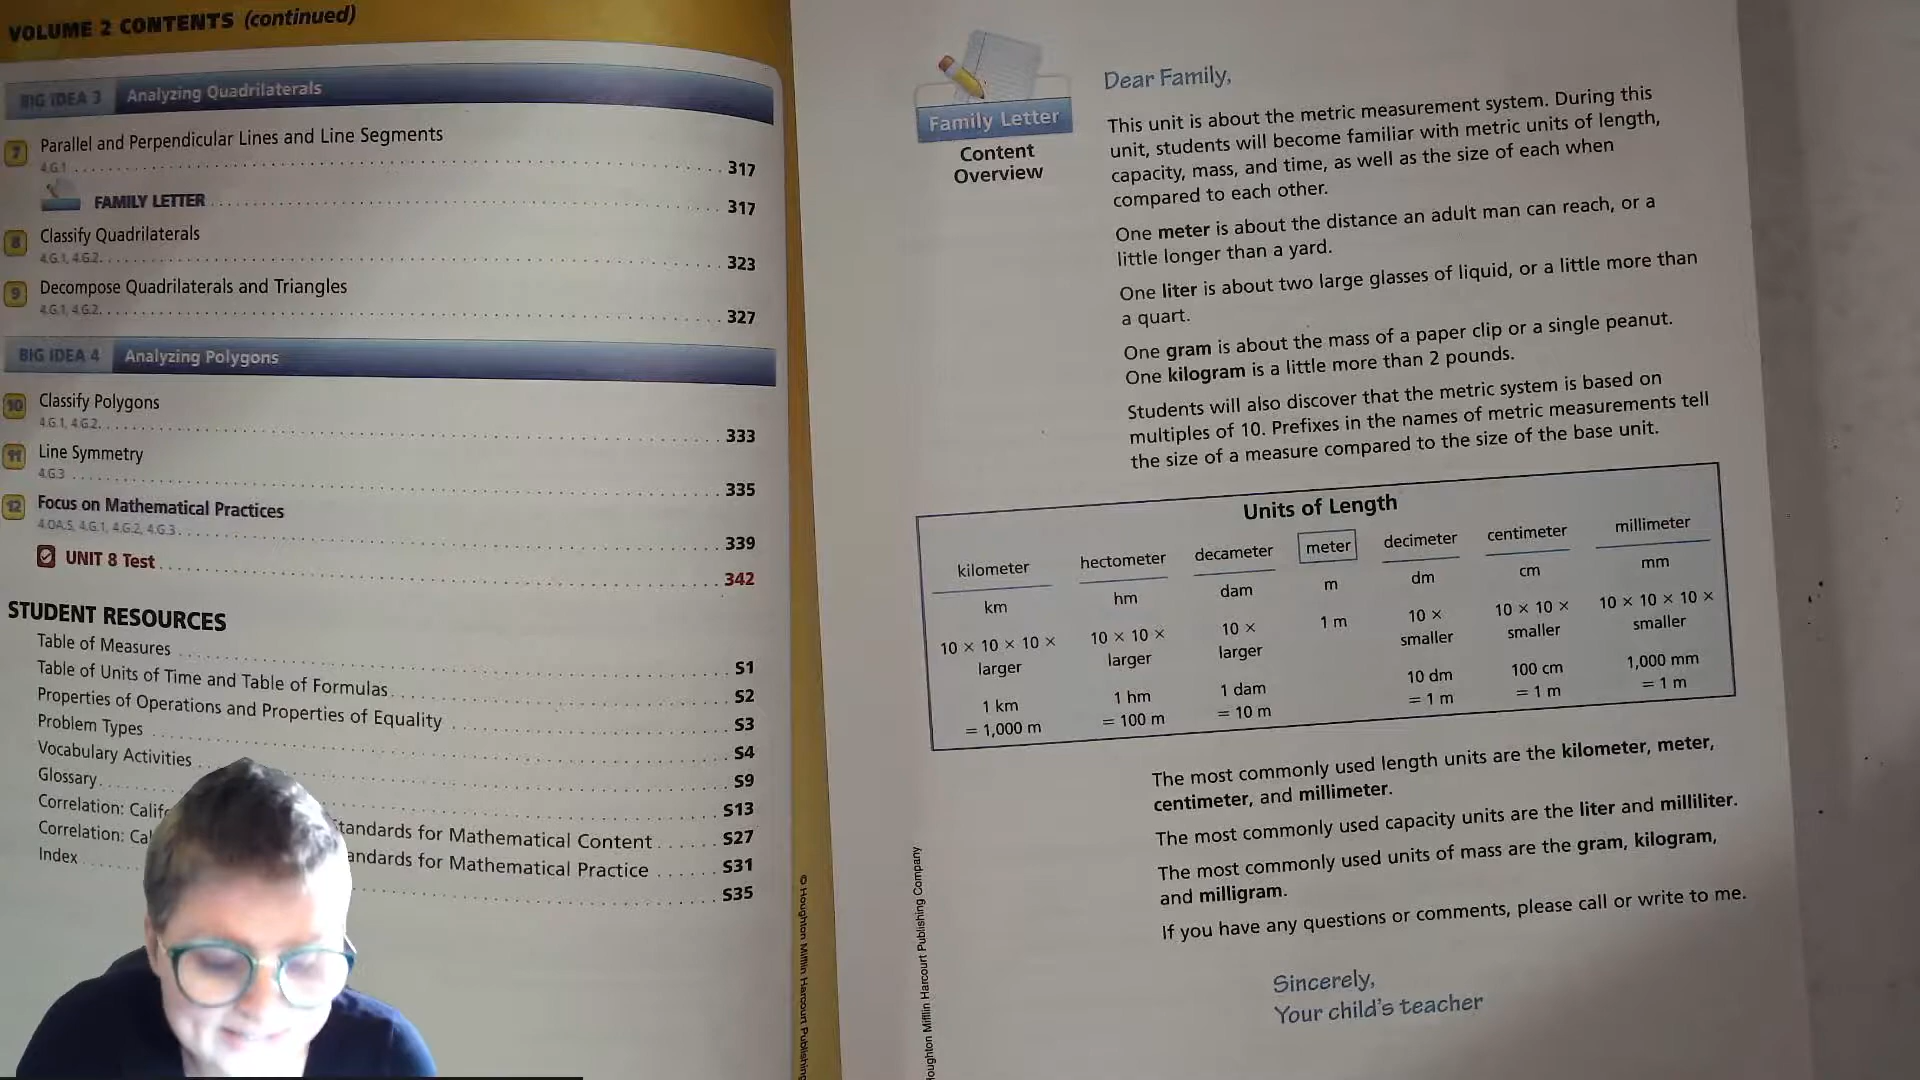 VOLUME 2 CONTENTS (continued)
BIG IDEA 3 Analyzing Quadrilaterals
7 Parallel and Perpendicular Lines and Line Segments
4.G.1 317
FAMILY LETTER 317
8 Classify Quadrilaterals
4.G.1, 4.G.2 323
9 Decompose Quadrilaterals and Triangles
4.G.1, 4.G.2 327
BIG IDEA 4 Analyzing Polygons
10 Classify Polygons
4.G.1, 4.G.2 333
11 Line Symmetry
4.G.3 335
12 Focus on Mathematical Practices
4.OA.5, 4.G.1, 4.G.2, 4.G.3 339
UNIT 8 Test 342
STUDENT RESOURCES
Table of Measures S1
Table of Units of Time and Table of Formulas S2
Properties of Operations and Properties of Equality S3
Problem Types S4
Vocabulary Activities S9
Glossary S13
Correlation: Standards for Mathematical Content S27
Correlation: Standards for Mathematical Practice S31
Index S35
© Houghton Mifflin Harcourt Publishing
Family Letter
Content
Overview
Dear Family,
This unit is about the metric measurement system. During this
unit, students will become familiar with metric units of length,
capacity, mass, and time, as well as the size of each when
compared to each other.
One meter is about the distance an adult man can reach, or a
little longer than a yard.
One liter is about two large glasses of liquid, or a little more than
a quart.
One gram is about the mass of a paper clip or a single peanut.
One kilogram is a little more than 2 pounds.
Students will also discover that the metric system is based on
multiples of 10. Prefixes in the names of metric measurements tell
the size of a measure compared to the size of the base unit.
Units of Length
kilometer hectometer decameter meter decimeter centimeter millimeter
km hm dam m dm cm mm
10 × 10 × 10 × 10 × 10 × 10 × 1 m 10 × 10 × 10 × 10 × 10 × 10 ×
larger larger larger smaller smaller smaller
1 km 1 hm 1 dam 10 dm 100 cm 1,000 mm
= 1,000 m = 100 m = 10 m = 1 m = 1 m = 1 m
The most commonly used length units are the kilometer, meter,
centimeter, and millimeter.
The most commonly used capacity units are the liter and milliliter.
The most commonly used units of mass are the gram, kilogram,
and milligram.
If you have any questions or comments, please call or write to me.
Sincerely,
Your child's teacher
Houghton Mifflin Harcourt Publishing Company